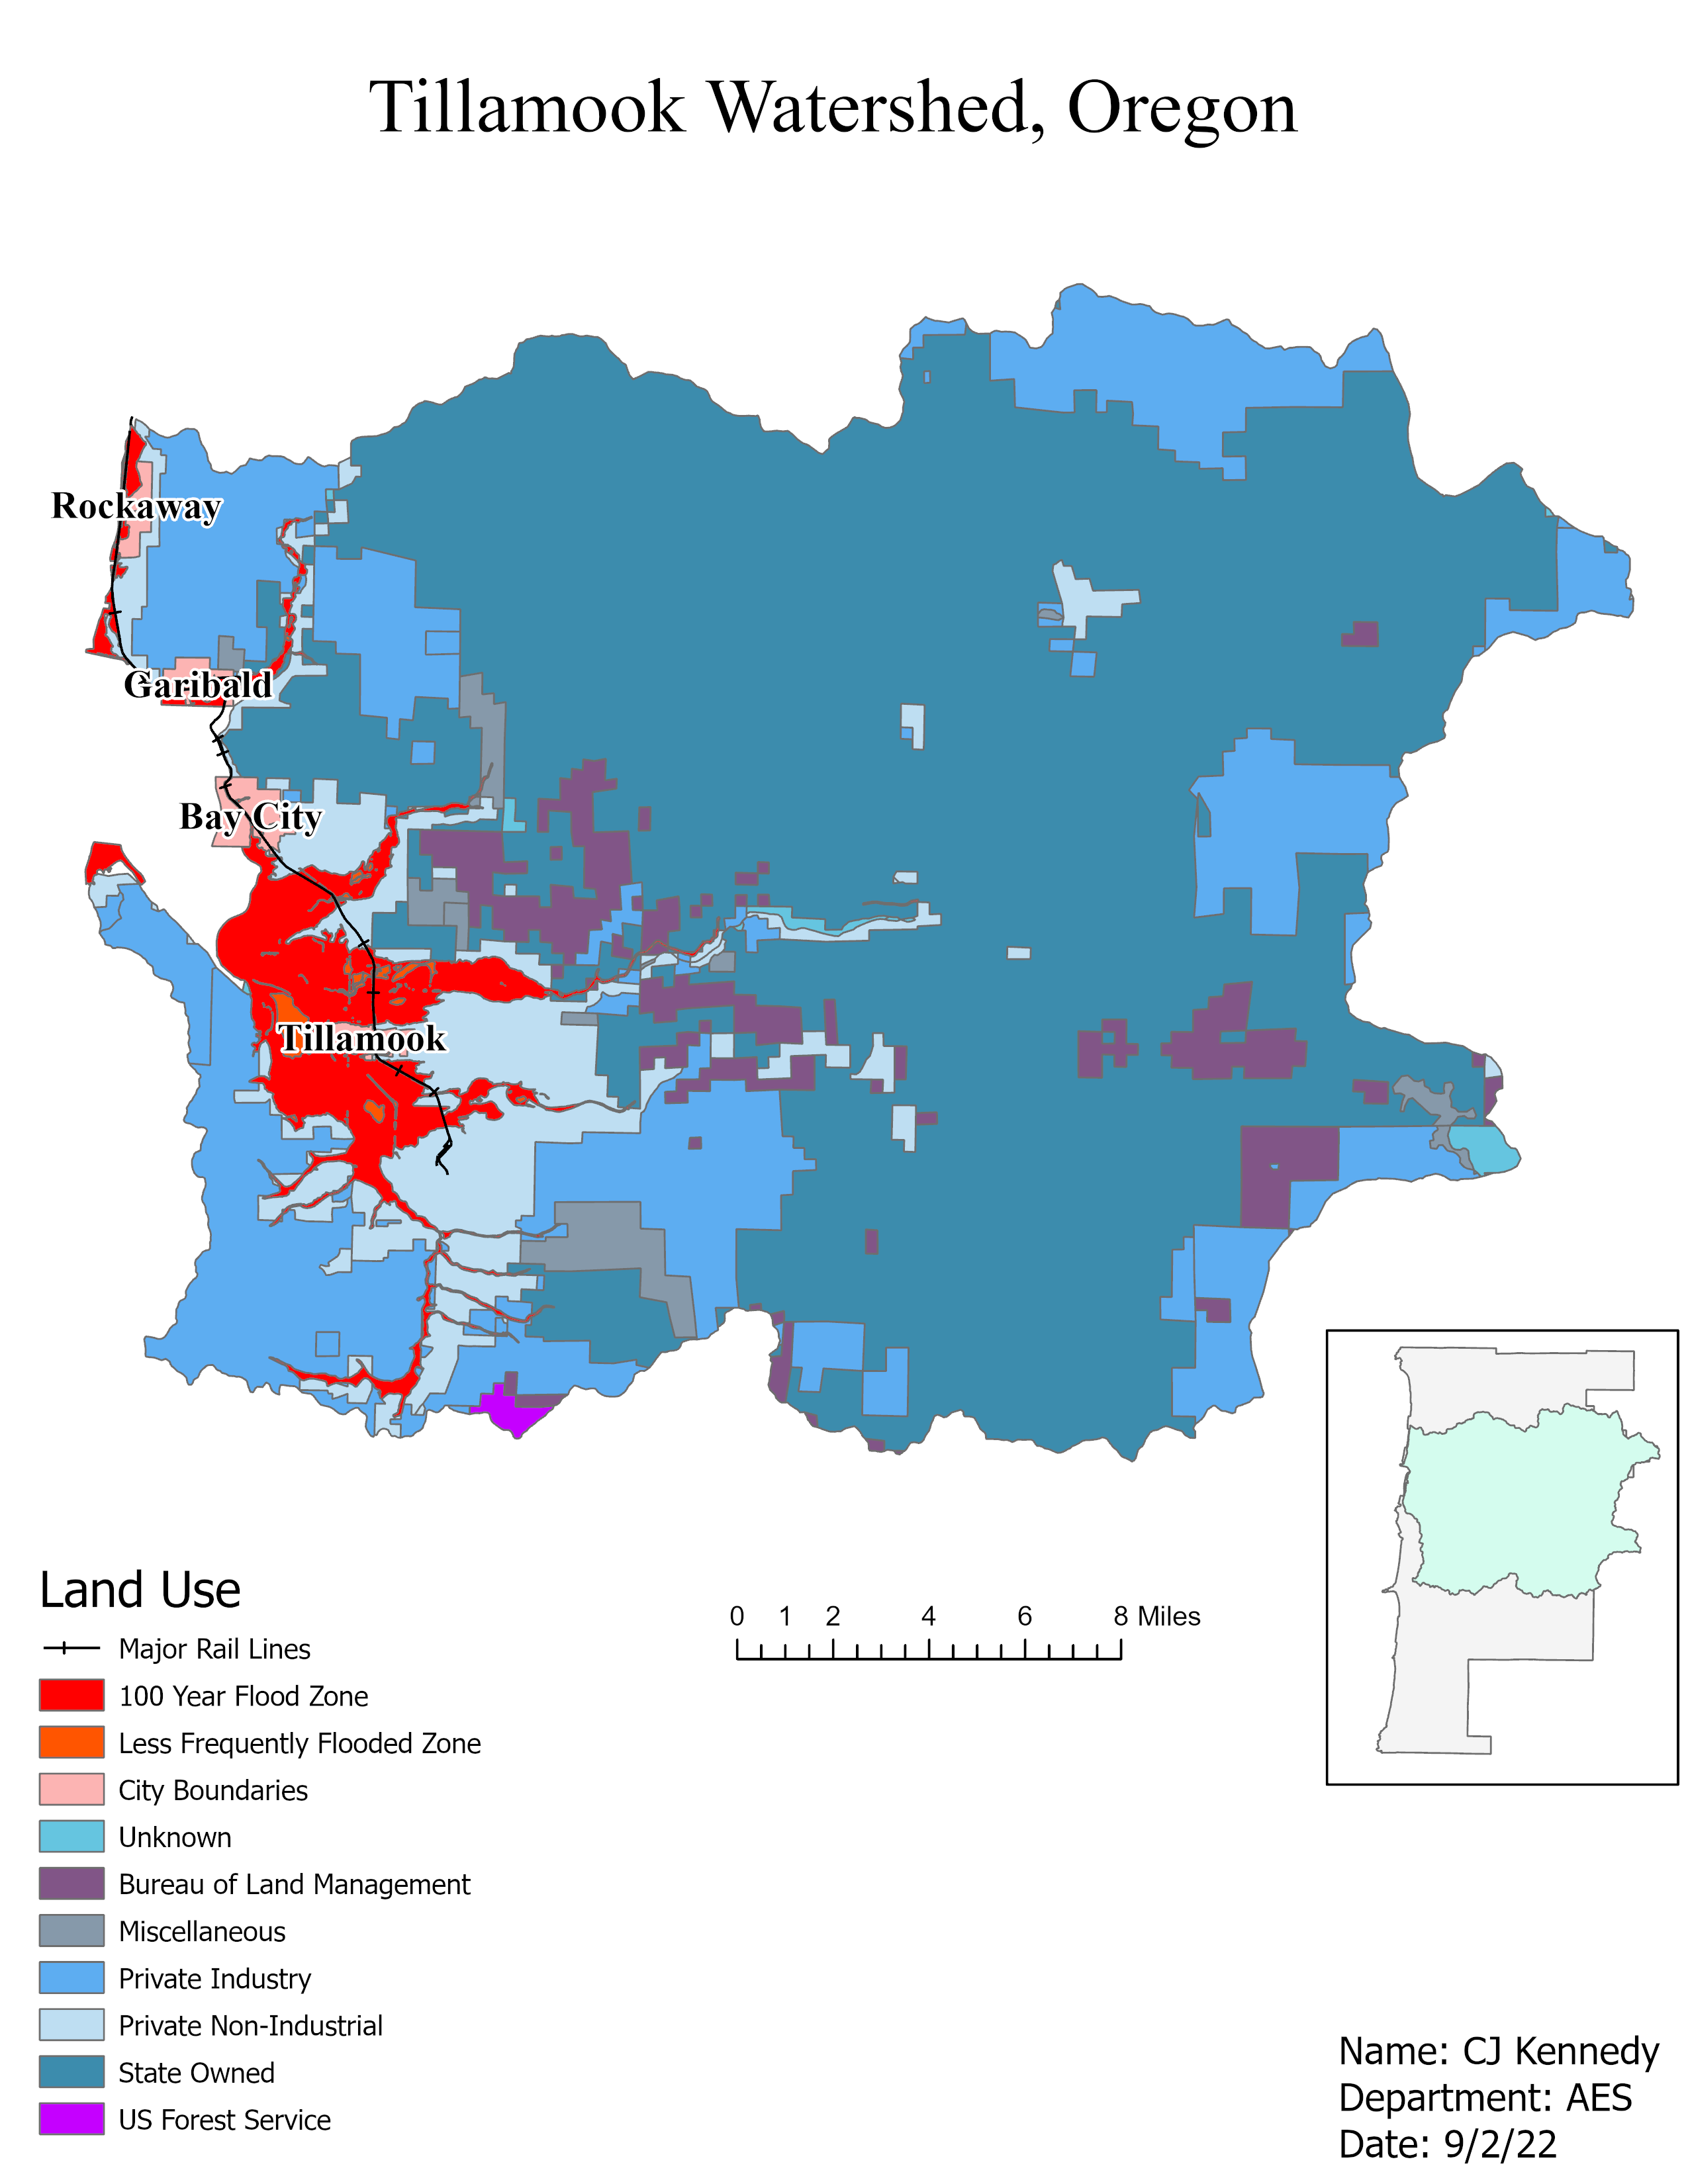 Tillamook Watershed, Oregon
Rockaway
Garibald
Bay City
Tillamook
Land Use
Major Rail Lines
100 Year Flood Zone
Less Frequently Flooded Zone
City Boundaries
Unknown
Bureau of Land Management
Miscellaneous
Private Industry
Private Non-Industrial
State Owned
US Forest Service
0 1 2 4 6 8 Miles
Name: CJ Kennedy
Department: AES
Date: 9/2/22